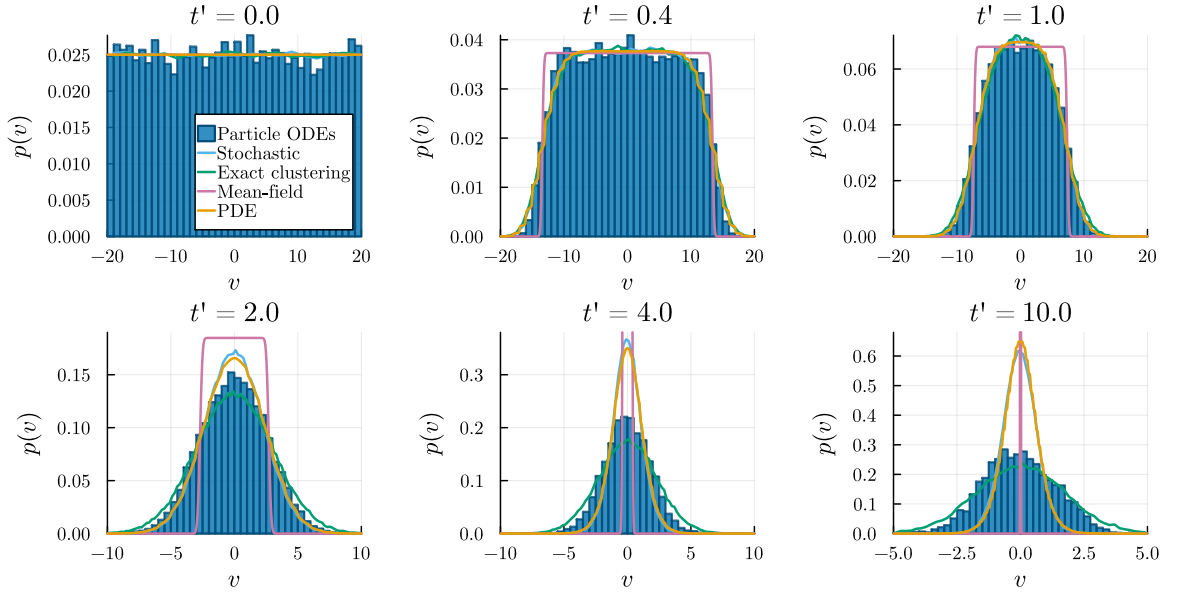 t' = 0.0
p(v)
0.025
0.020
0.015
0.010
0.005
0.000
Particle ODEs
Stochastic
Exact clustering
Mean-field
PDE
−20 −10 0 10 20
v
t' = 0.4
p(v)
0.04
0.03
0.02
0.01
0.00
−20 −10 0 10 20
v
t' = 1.0
p(v)
0.06
0.04
0.02
0.00
−20 −10 0 10 20
v
t' = 2.0
p(v)
0.15
0.10
0.05
0.00
−10 −5 0 5 10
v
t' = 4.0
p(v)
0.3
0.2
0.1
0.0
−10 −5 0 5 10
v
t' = 10.0
p(v)
0.6
0.5
0.4
0.3
0.2
0.1
0.0
−5.0 −2.5 0.0 2.5 5.0
v